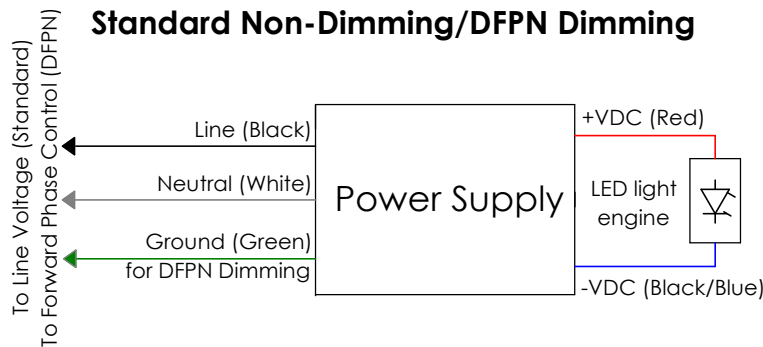 Standard Non-Dimming/DFPN Dimming
To Line Voltage (Standard)
To Forward Phase Control (DFPN)
Line (Black)
Neutral (White)
Ground (Green)
for DFPN Dimming
Power Supply
+VDC (Red)
LED light
engine
-VDC (Black/Blue)